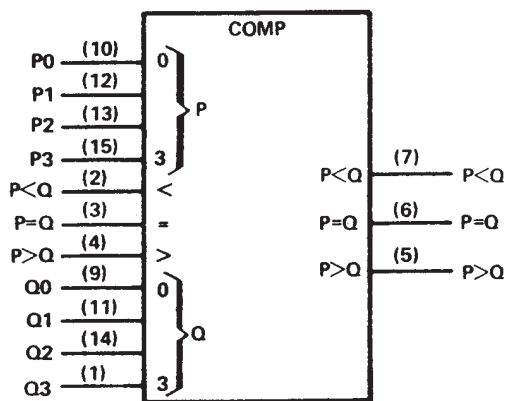 COMP
P0 (10) 0
P1 (12)
P2 (13) P
P3 (15) 3
P<Q (2) < P<Q (7) P<Q
P=Q (3) = P=Q (6) P=Q
P>Q (4) > P>Q (5) P>Q
Q0 (9) 0
Q1 (11)
Q2 (14) Q
Q3 (1) 3